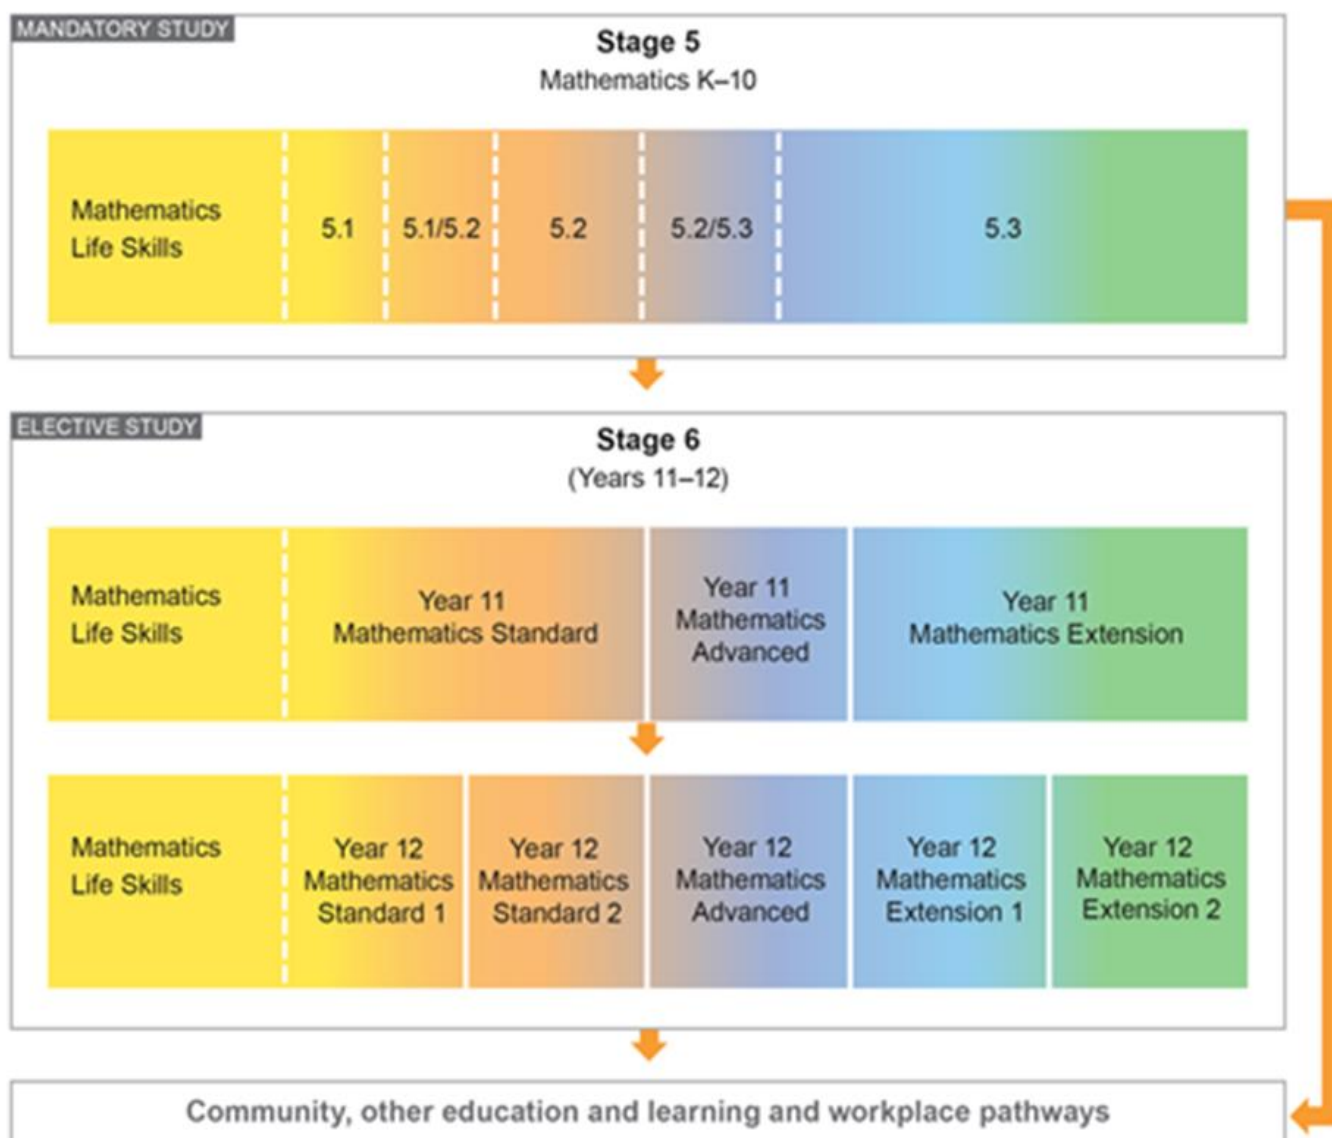 MANDATORY STUDY
Stage 5
Mathematics K–10
Mathematics
Life Skills
5.1
5.1/5.2
5.2
5.2/5.3
5.3
ELECTIVE STUDY
Stage 6
(Years 11–12)
Mathematics
Life Skills
Year 11
Mathematics Standard
Year 11
Mathematics
Advanced
Year 11
Mathematics Extension
Mathematics
Life Skills
Year 12
Mathematics
Standard 1
Year 12
Mathematics
Standard 2
Year 12
Mathematics
Advanced
Year 12
Mathematics
Extension 1
Year 12
Mathematics
Extension 2
Community, other education and learning and workplace pathways